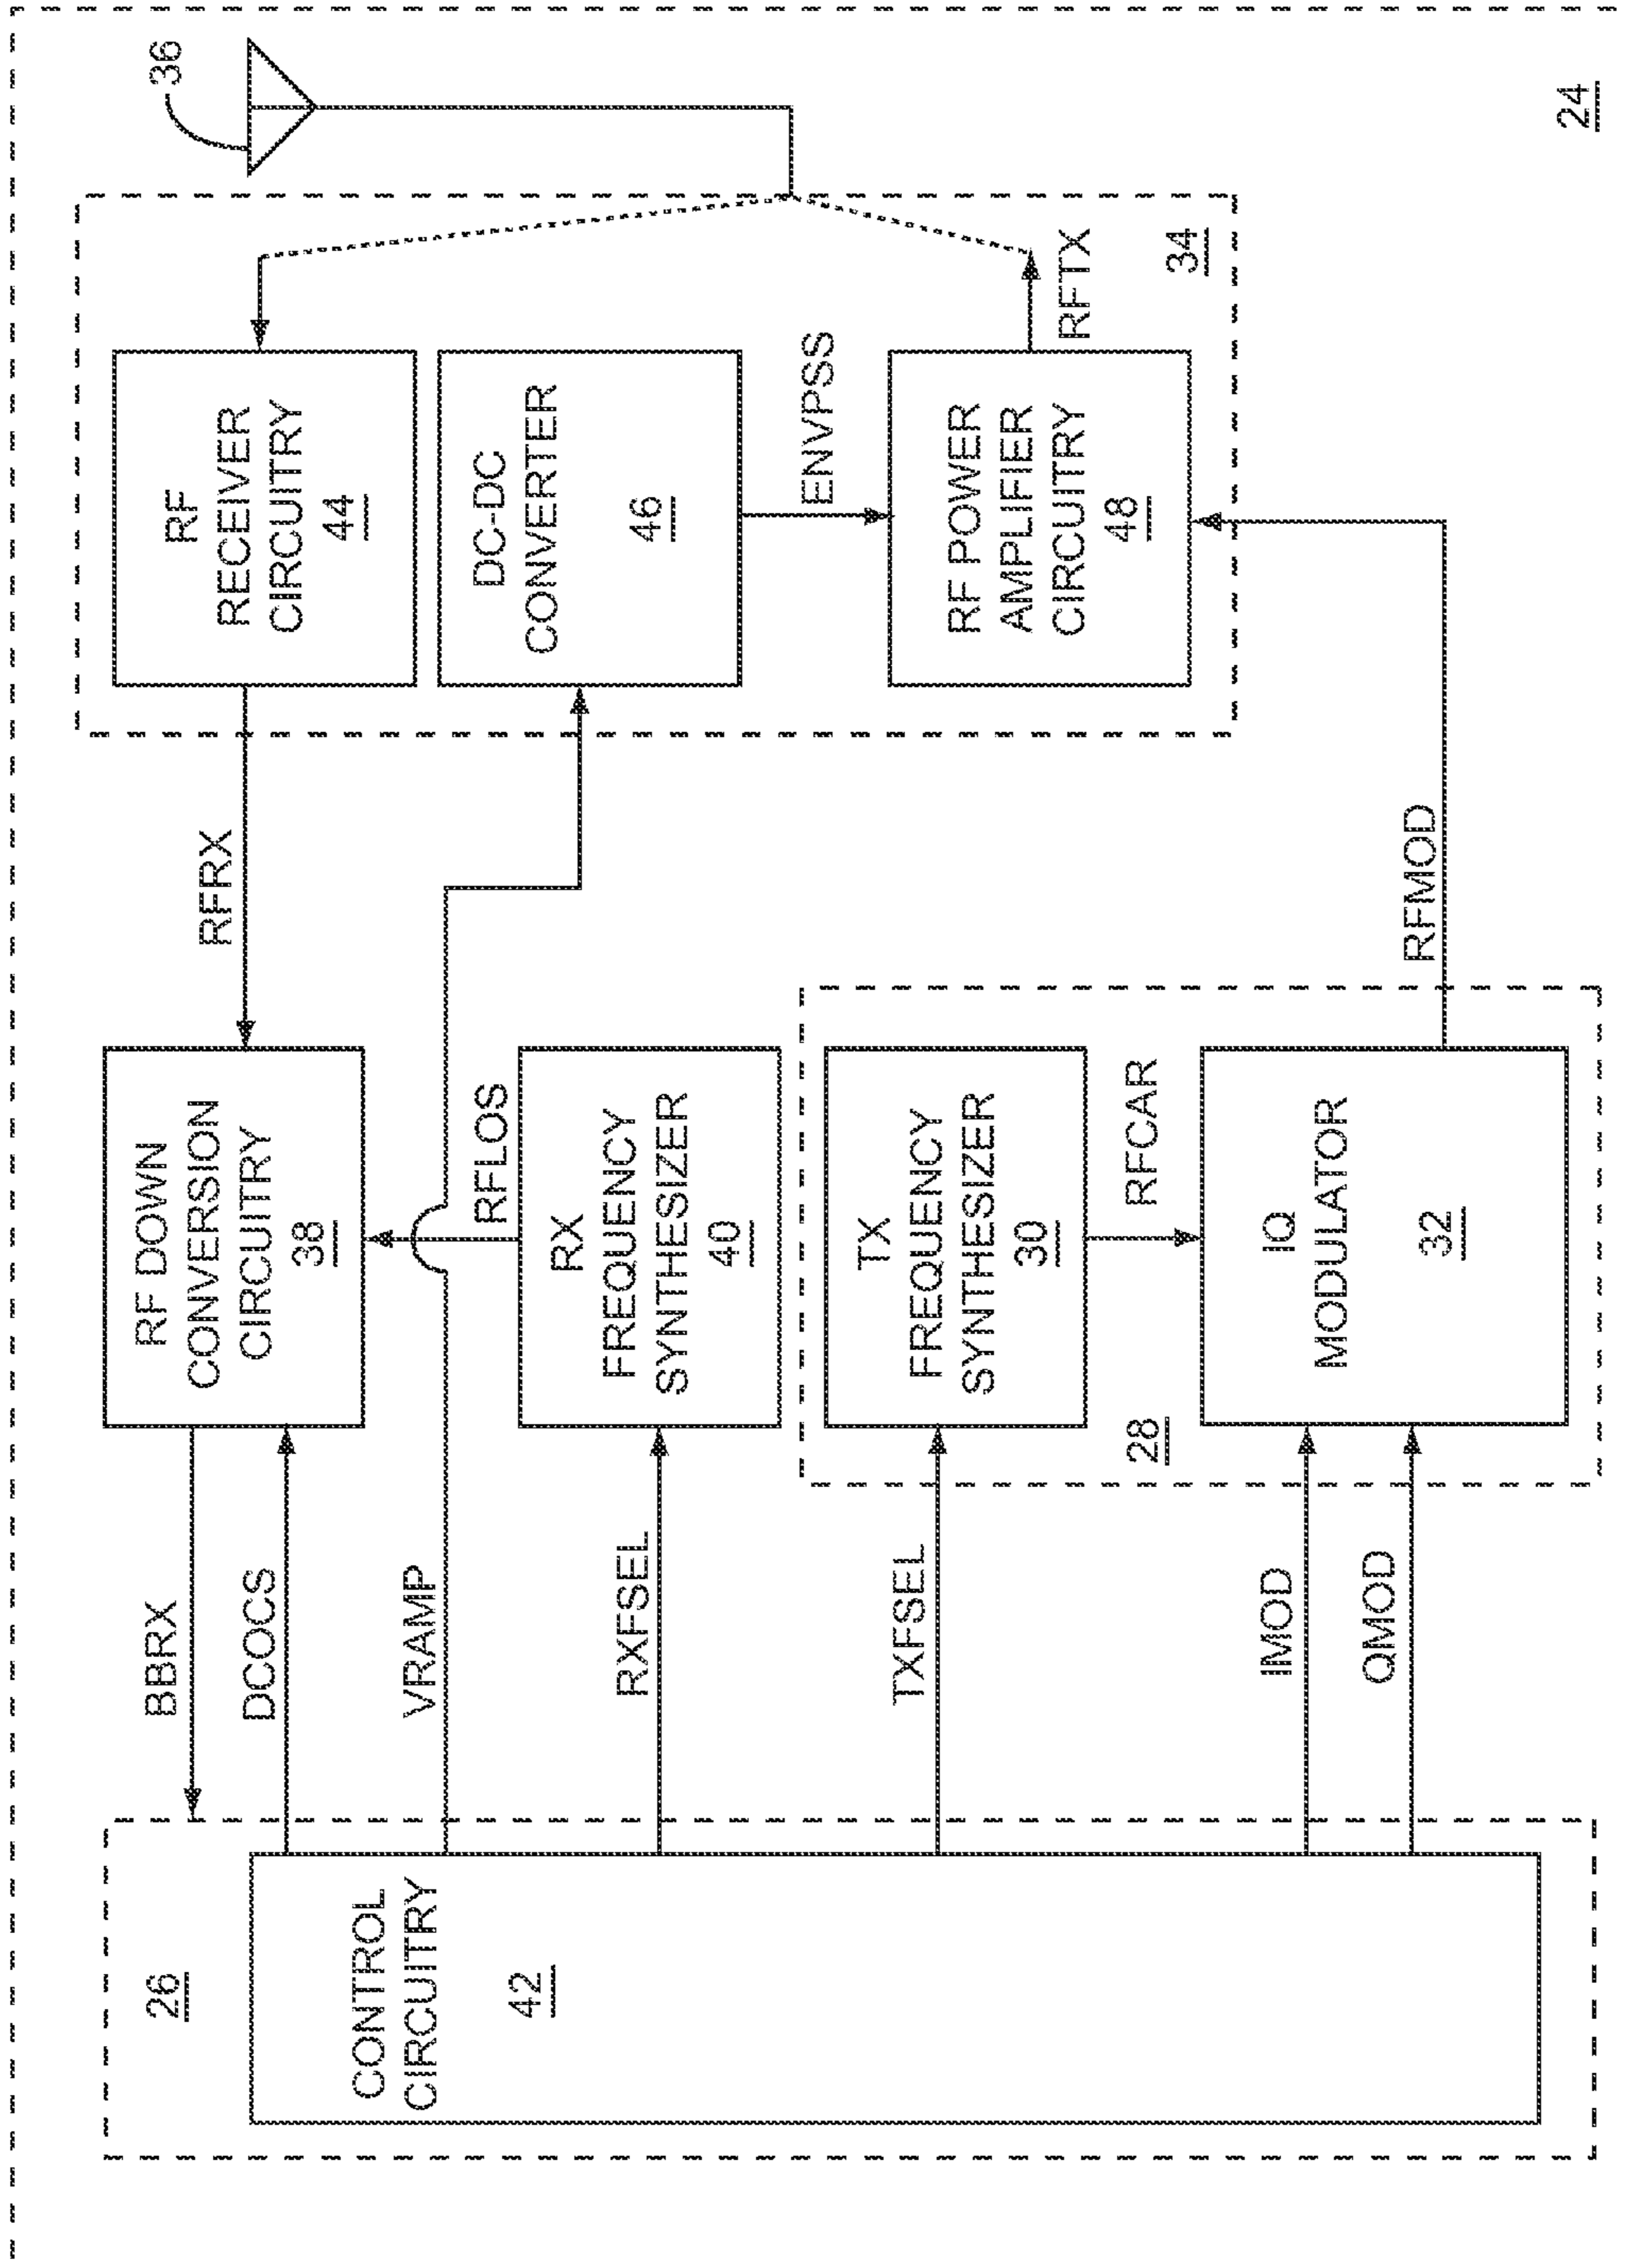 36
RF
RECEIVER
CIRCUITRY
44
DC-DC
CONVERTER
46
ENVPSS
RF POWER
AMPLIFIER
CIRCUITRY
48
RFTX
34
24
RFRX
RFMOD
RF DOWN
CONVERSION
CIRCUITRY
38
RFLOS
RX
FREQUENCY
SYNTHESIZER
40
TX
FREQUENCY
SYNTHESIZER
30
RFCAR
28
IQ
MODULATOR
32
BBRX
DCOCS
VRAMP
RXFSEL
TXFSEL
IMOD
QMOD
26
CONTROL
CIRCUITRY
42